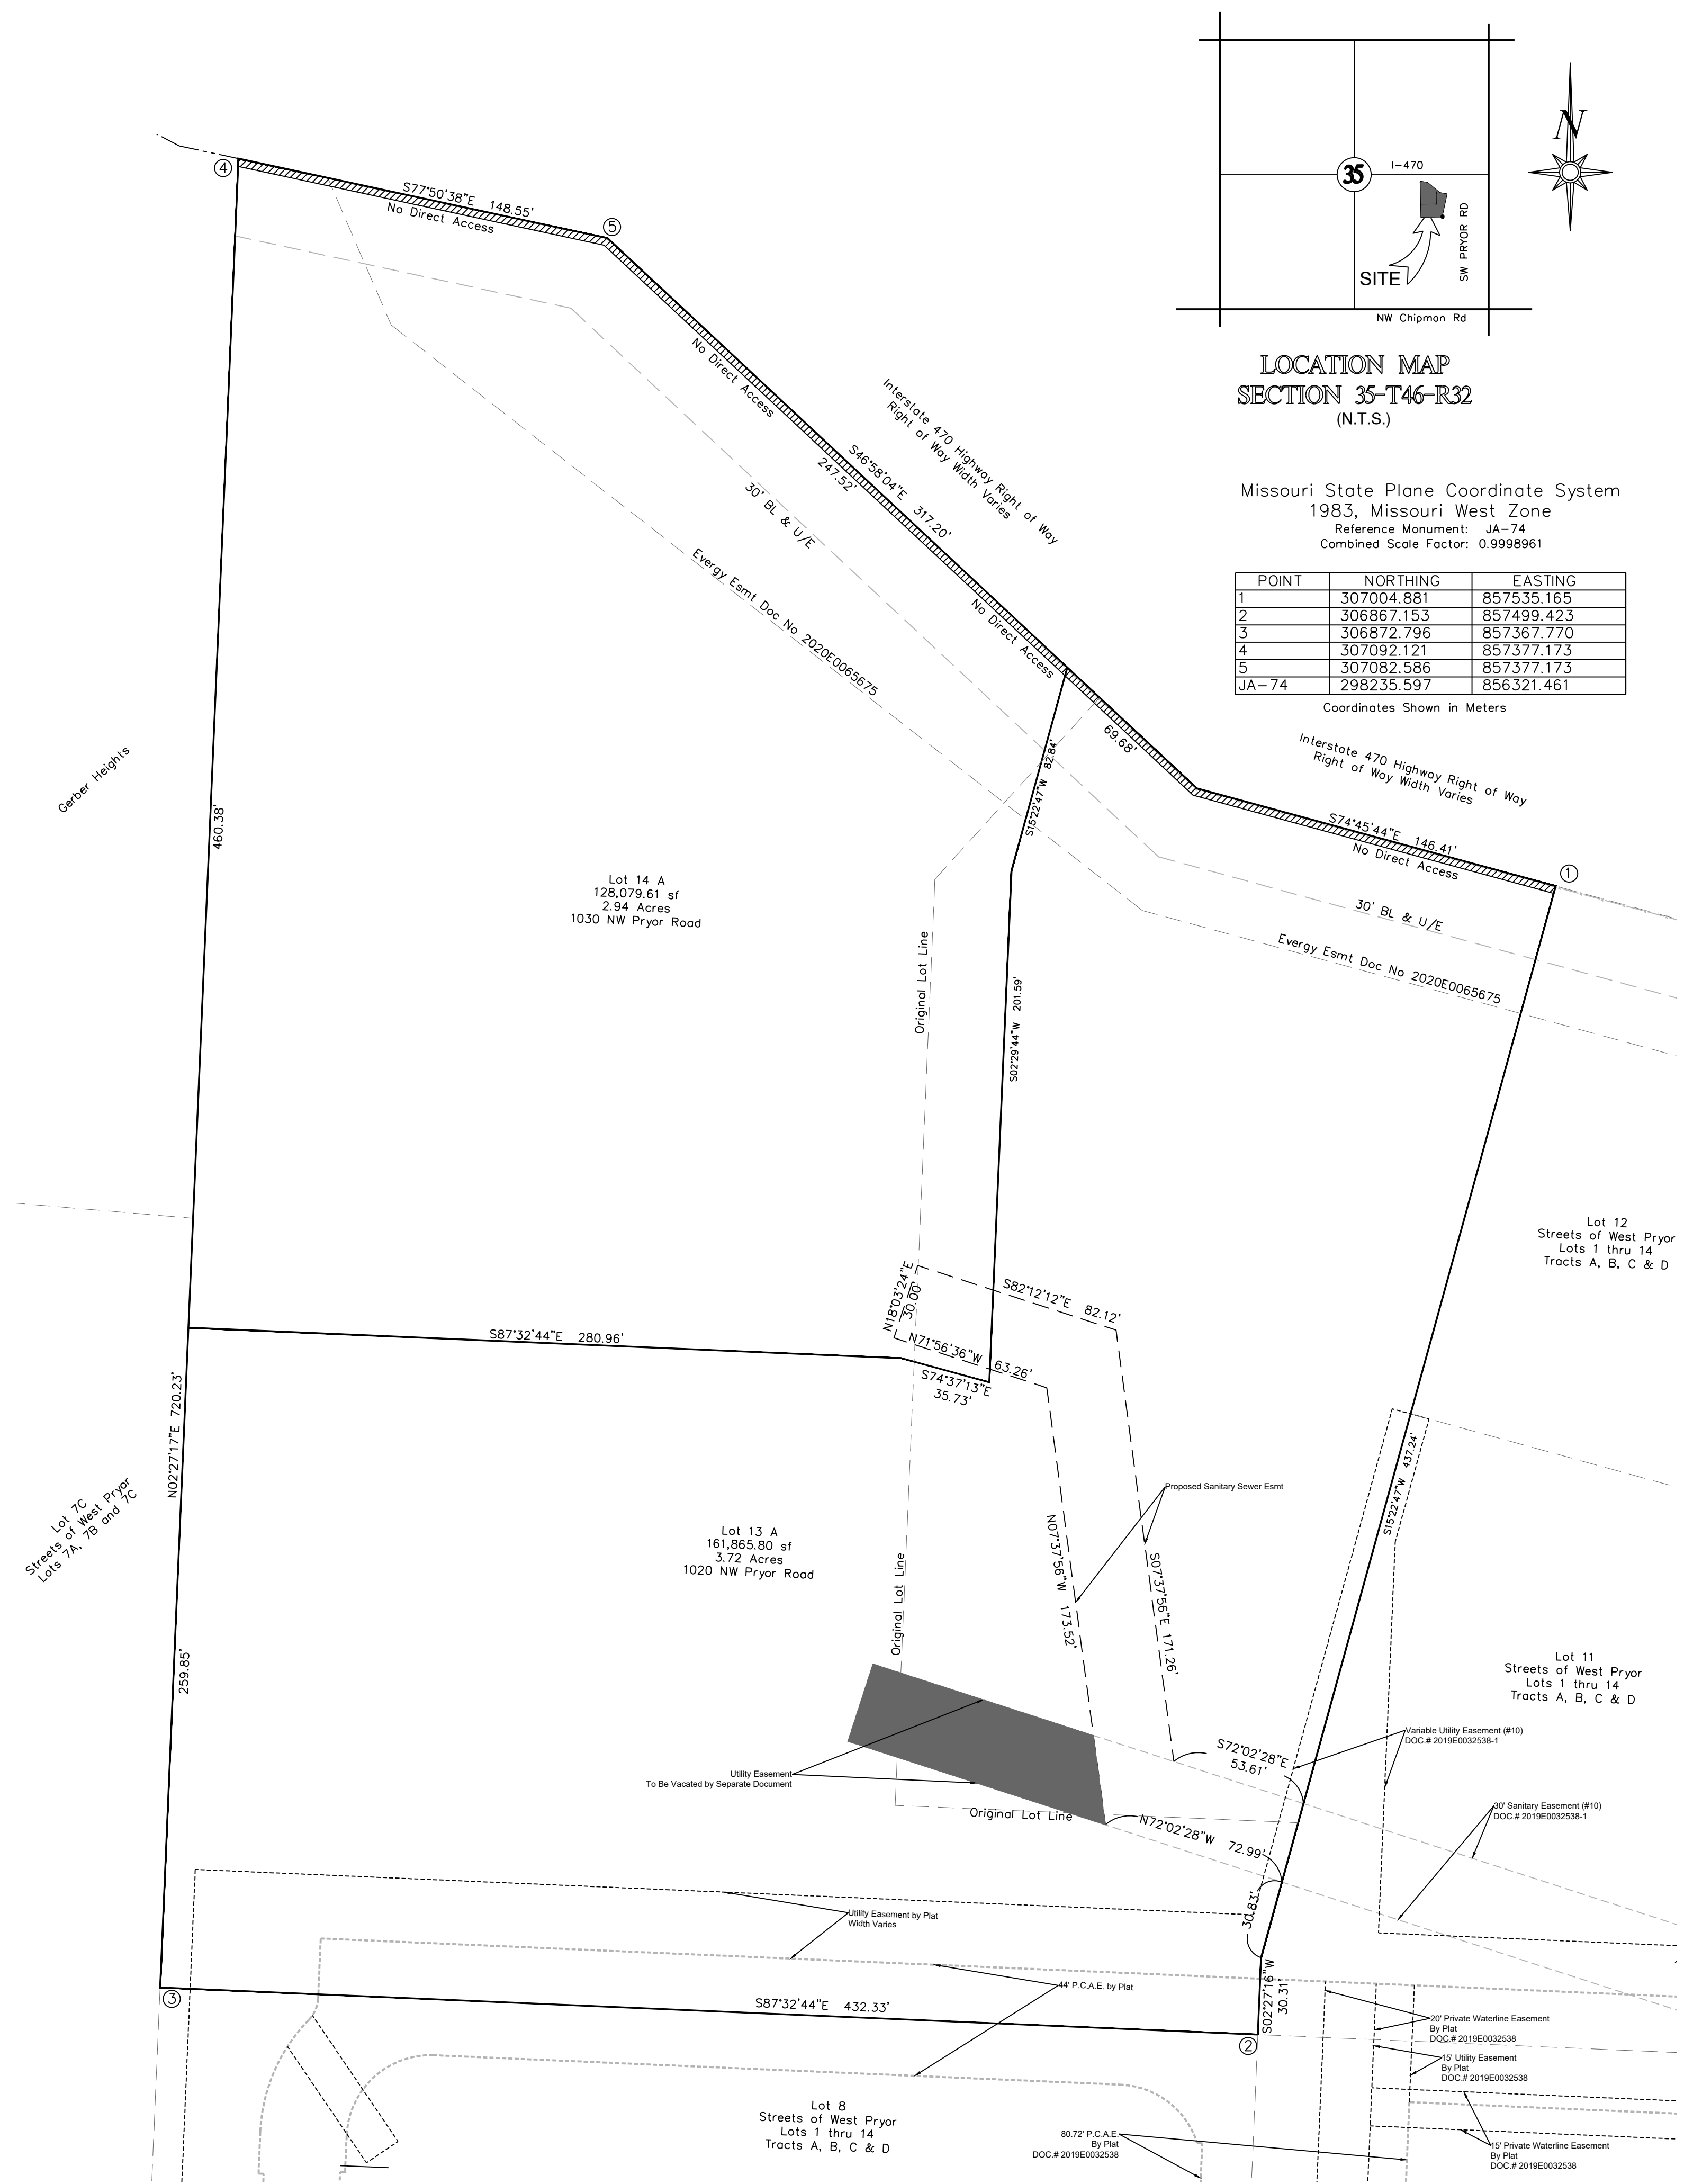 N
35
I-470
SW PRYOR RD
SITE
NW Chipman Rd
LOCATION MAP
SECTION 35-T46-R32
(N.T.S.)
Missouri State Plane Coordinate System
1983, Missouri West Zone
Reference Monument: JA-74
Combined Scale Factor: 0.9998961
POINT NORTHING EASTING
1 307004.881 857535.165
2 306867.153 857499.423
3 306872.796 857367.770
4 307092.121 857377.173
5 307082.586 857377.173
JA-74 298235.597 856321.461
Coordinates Shown in Meters
4
S77°50'38"E 148.55'
No Direct Access
5
No Direct Access
Interstate 470 Highway Right of Way
Right of Way Width Varies
S46°58'04"E 317.20'
247.52'
30' BL & U/E
Evergy Esmt Doc No 2020E0065675
No Direct Access
69.68'
S15°22'47"W 82.84'
Interstate 470 Highway Right of Way
Right of Way Width Varies
S74°45'44"E 146.41'
No Direct Access
1
30' BL & U/E
Evergy Esmt Doc No 2020E0065675
Gerber Heights
460.38'
Lot 14 A
128,079.61 sf
2.94 Acres
1030 NW Pryor Road
Original Lot Line
S02°29'44"W 201.59'
Lot 12
Streets of West Pryor
Lots 1 thru 14
Tracts A, B, C & D
N18°03'24"E
30.00'
S82°12'12"E 82.12'
N71°56'36"W 63.26'
S87°32'44"E 280.96'
S74°37'13"E
35.73'
N02°27'17"E 720.23'
S15°22'47"W 437.24'
Proposed Sanitary Sewer Esmt
Lot 7C
Streets of West Pryor
Lots 7A, 7B and 7C
Lot 13 A
161,865.80 sf
3.72 Acres
1020 NW Pryor Road
N07°37'56"W 173.52'
S07°37'56"E 171.26'
Original Lot Line
259.85'
Lot 11
Streets of West Pryor
Lots 1 thru 14
Tracts A, B, C & D
Variable Utility Easement (#10)
DOC.# 2019E0032538-1
S72°02'28"E
53.61'
Utility Easement
To Be Vacated by Separate Document
Original Lot Line
N72°02'28"W 72.99'
30' Sanitary Easement (#10)
DOC.# 2019E0032538-1
30.83'
Utility Easement by Plat
Width Varies
44' P.C.A.E. by Plat
S02°27'16"W
30.31'
3
S87°32'44"E 432.33'
2
20' Private Waterline Easement
By Plat
DOC.# 2019E0032538
15' Utility Easement
By Plat
DOC.# 2019E0032538
Lot 8
Streets of West Pryor
Lots 1 thru 14
Tracts A, B, C & D
80.72' P.C.A.E.
By Plat
DOC.# 2019E0032538
15' Private Waterline Easement
By Plat
DOC.# 2019E0032538